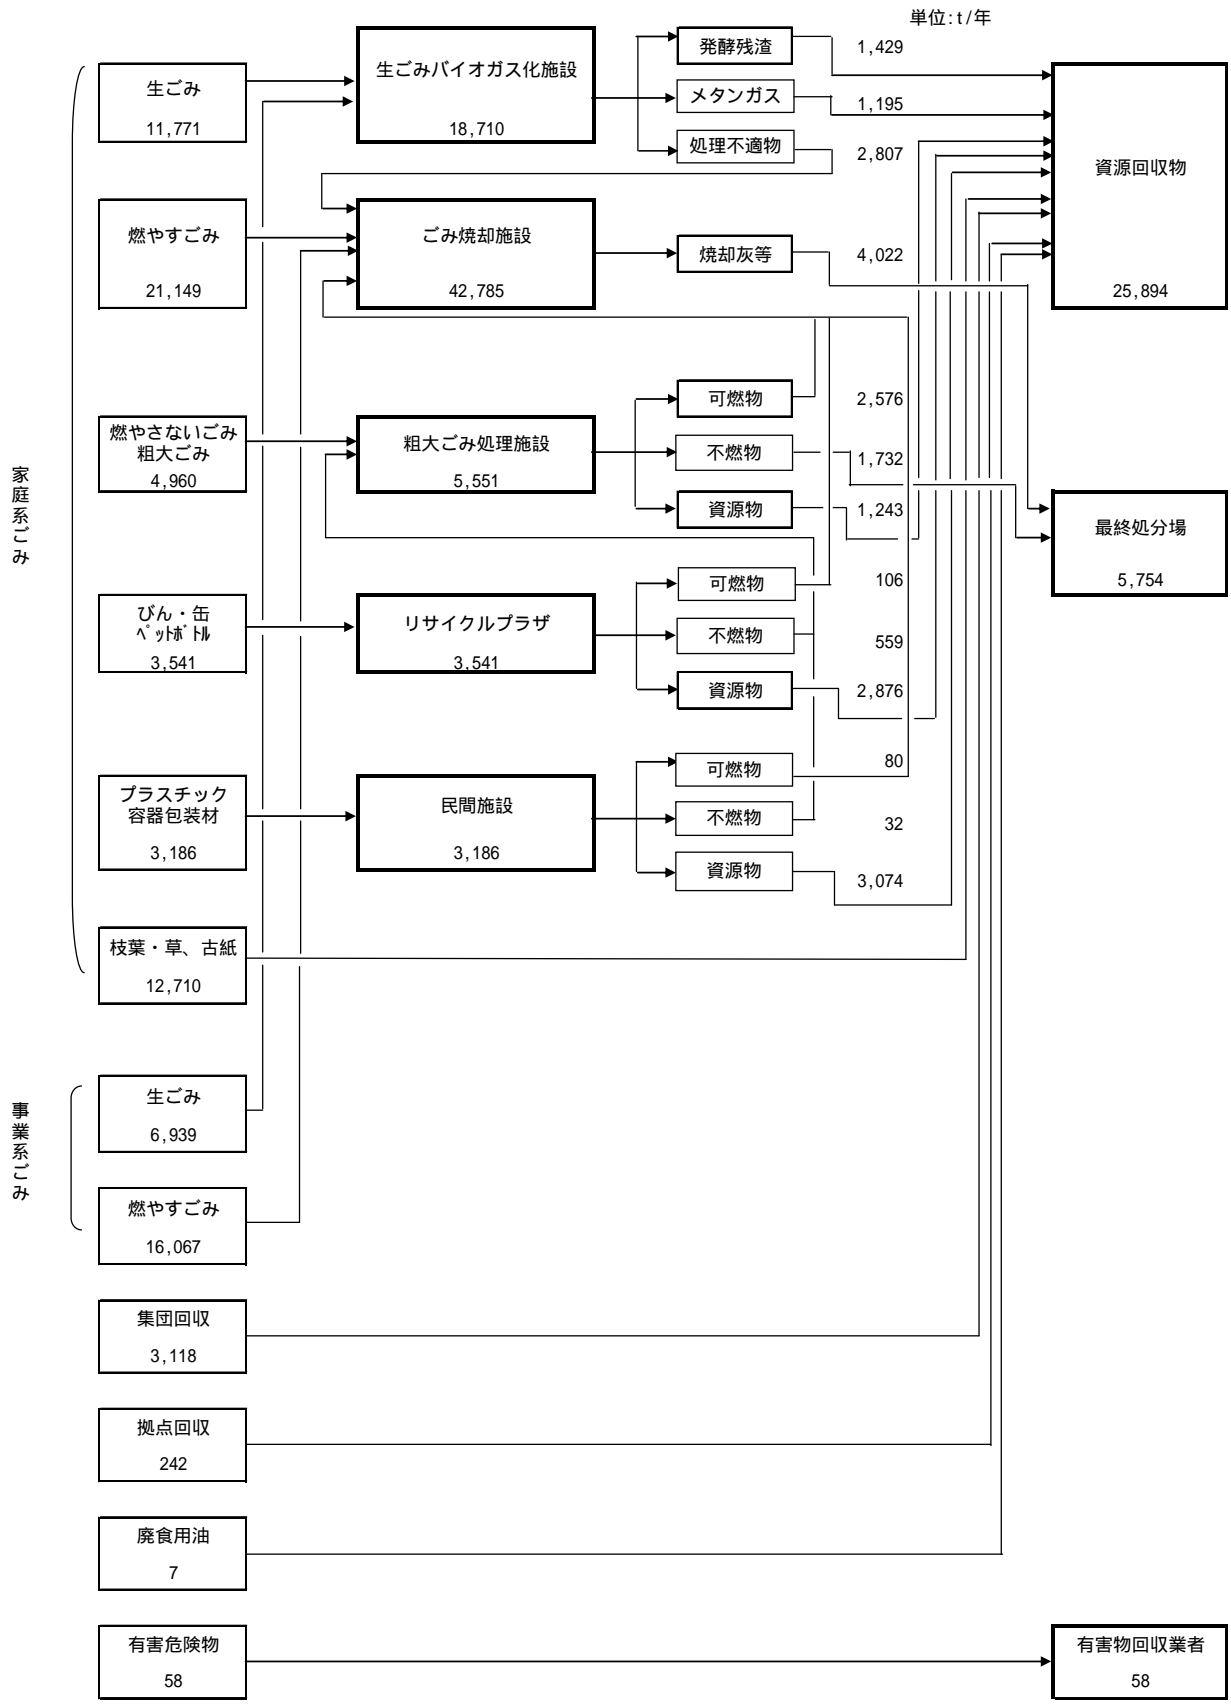 単位:t/年
家庭系ごみ
生ごみ
11,771
生ごみバイオガス化施設
18,710
発酵残渣
1,429
メタンガス
1,195
処理不適物
2,807
資源回収物
25,894
燃やすごみ
21,149
ごみ焼却施設
42,785
焼却灰等
4,022
燃やさないごみ
粗大ごみ
4,960
粗大ごみ処理施設
5,551
可燃物
2,576
不燃物
1,732
資源物
1,243
最終処分場
5,754
びん・缶
ペットボトル
3,541
リサイクルプラザ
3,541
可燃物
106
不燃物
559
資源物
2,876
プラスチック
容器包装材
3,186
民間施設
3,186
可燃物
80
不燃物
32
資源物
3,074
枝葉・草、古紙
12,710
事業系ごみ
生ごみ
6,939
燃やすごみ
16,067
集団回収
3,118
拠点回収
242
廃食用油
7
有害危険物
58
有害物回収業者
58